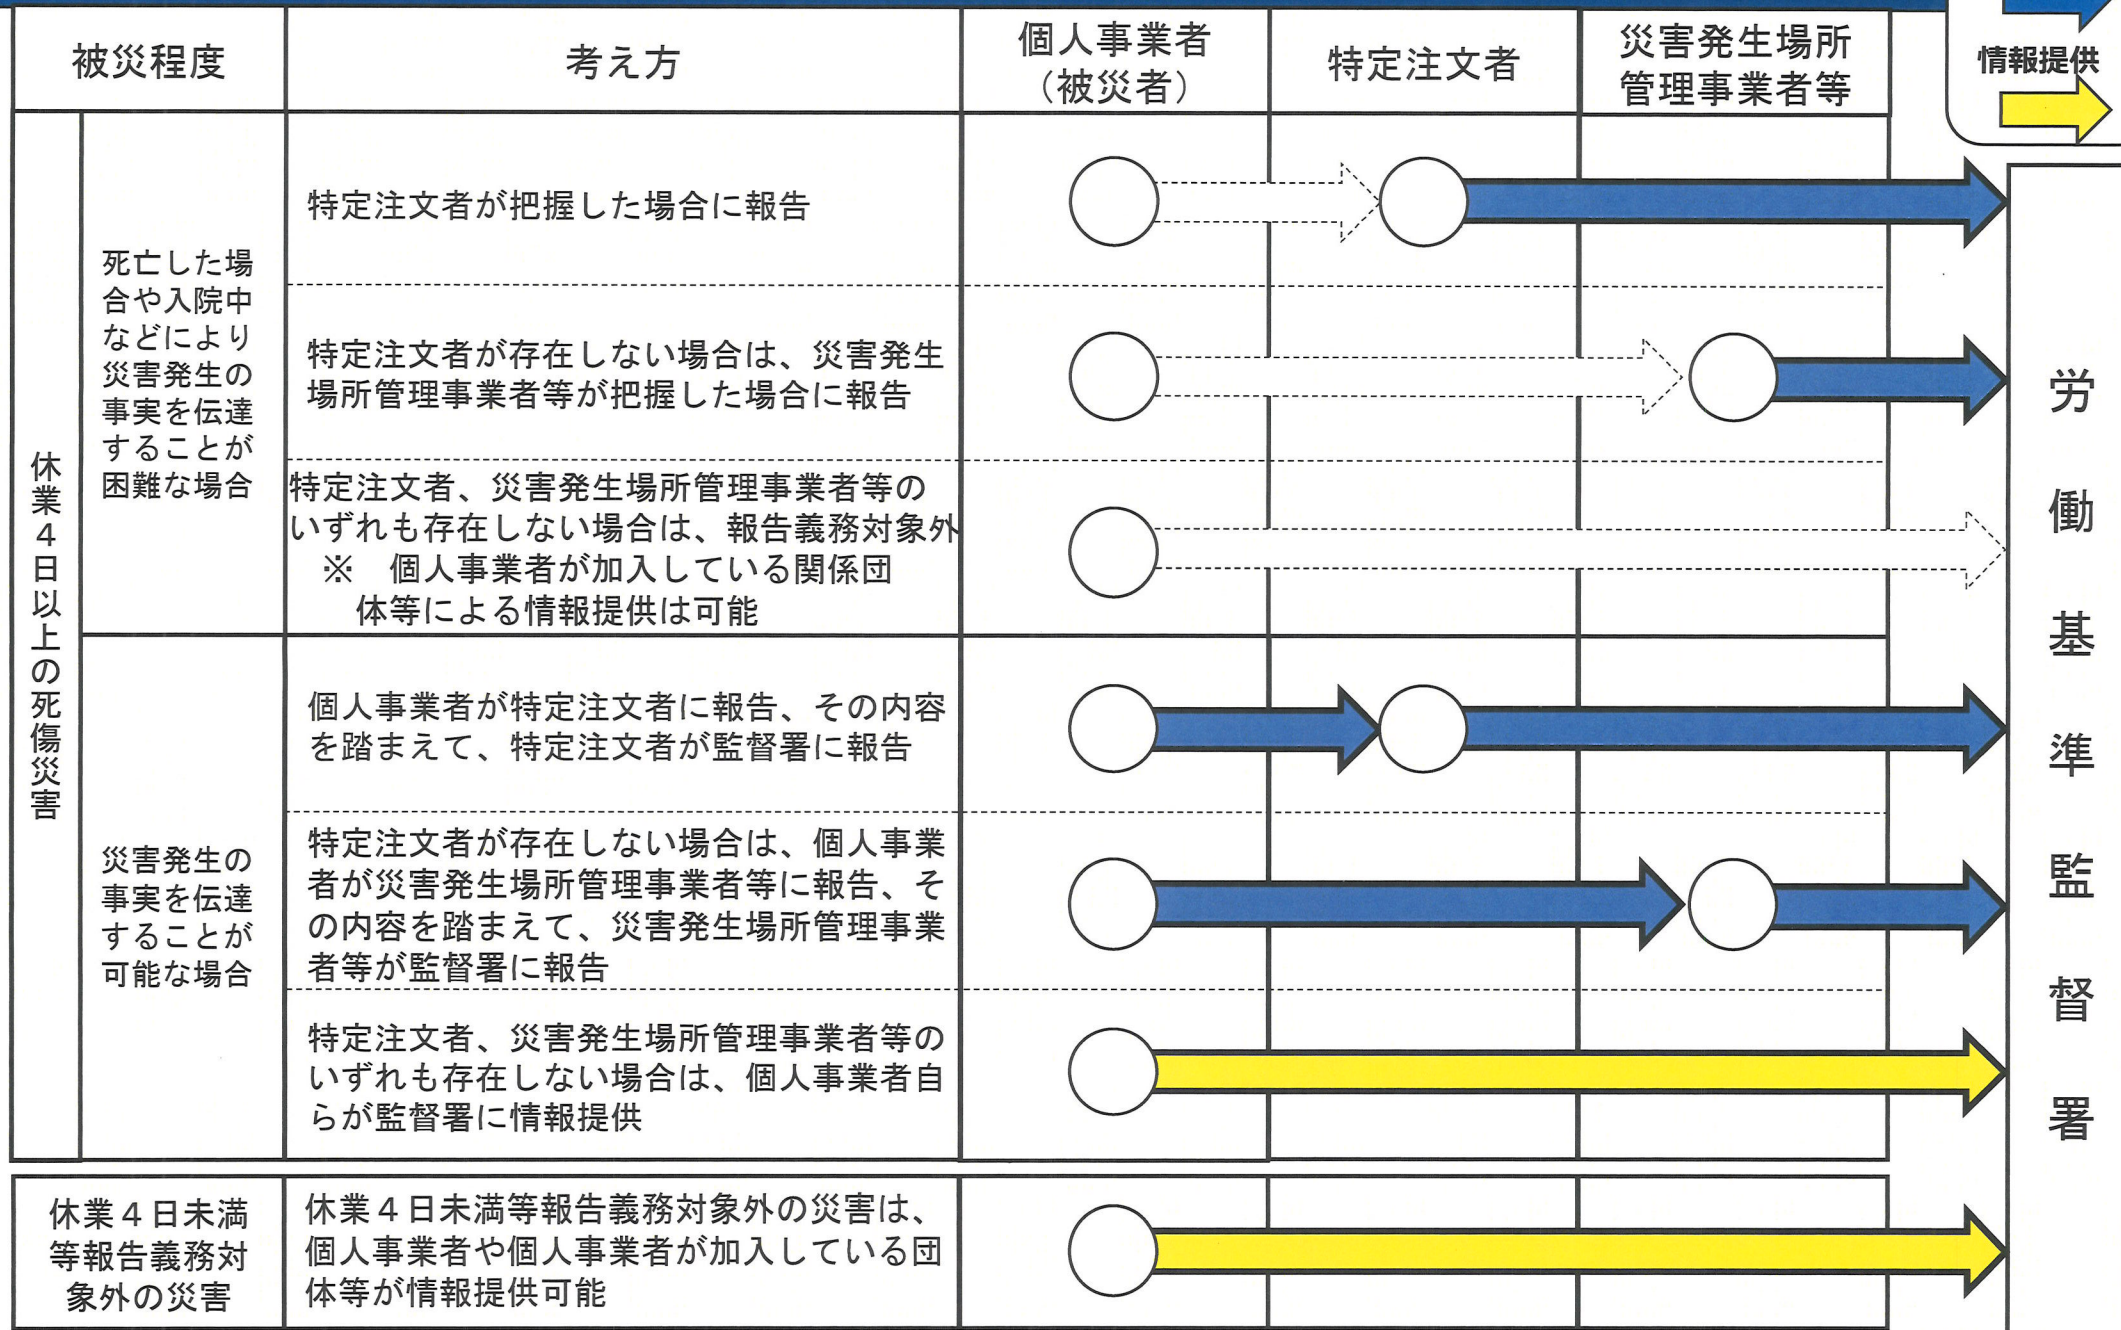 被災程度
考え方
個人事業者
（被災者）
特定注文者
災害発生場所
管理事業者等
情報提供
休業４日以上の死傷災害
死亡した場
合や入院中
などにより
災害発生の
事実を伝達
することが
困難な場合
特定注文者が把握した場合に報告
特定注文者が存在しない場合は、災害発生
場所管理事業者等が把握した場合に報告
特定注文者、災害発生場所管理事業者等の
いずれも存在しない場合は、報告義務対象外
※　個人事業者が加入している関係団
体等による情報提供は可能
災害発生の
事実を伝達
することが
可能な場合
個人事業者が特定注文者に報告、その内容
を踏まえて、特定注文者が監督署に報告
特定注文者が存在しない場合は、個人事業
者が災害発生場所管理事業者等に報告、そ
の内容を踏まえて、災害発生場所管理事業
者等が監督署に報告
特定注文者、災害発生場所管理事業者等の
いずれも存在しない場合は、個人事業者自
らが監督署に情報提供
休業４日未満
等報告義務対
象外の災害
休業４日未満等報告義務対象外の災害は、
個人事業者や個人事業者が加入している団
体等が情報提供可能
労働基準監督署